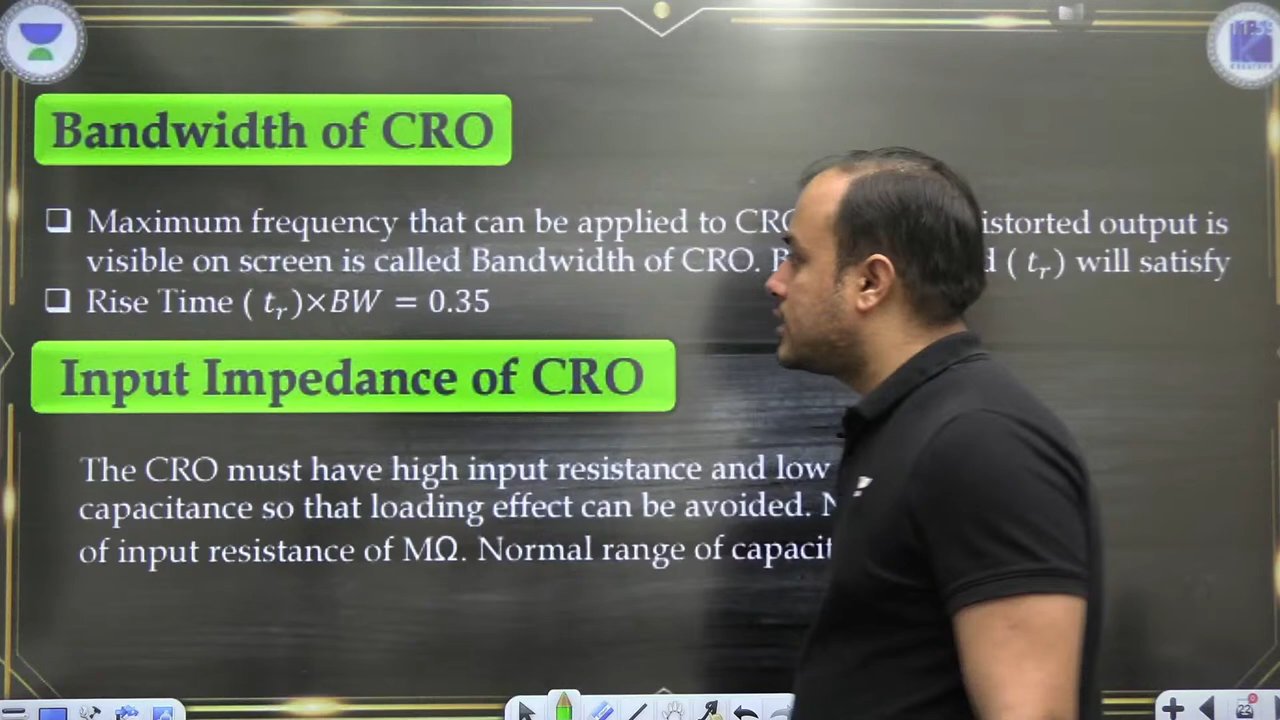 Bandwidth of CRO
❑ Maximum frequency that can be applied to CRO istorted output is
visible on screen is called Bandwidth of CRO. ( tᵣ) will satisfy
❑ Rise Time ( tᵣ)×BW = 0.35
Input Impedance of CRO
The CRO must have high input resistance and low
capacitance so that loading effect can be avoided.
of input resistance of MΩ. Normal range of capacit
22